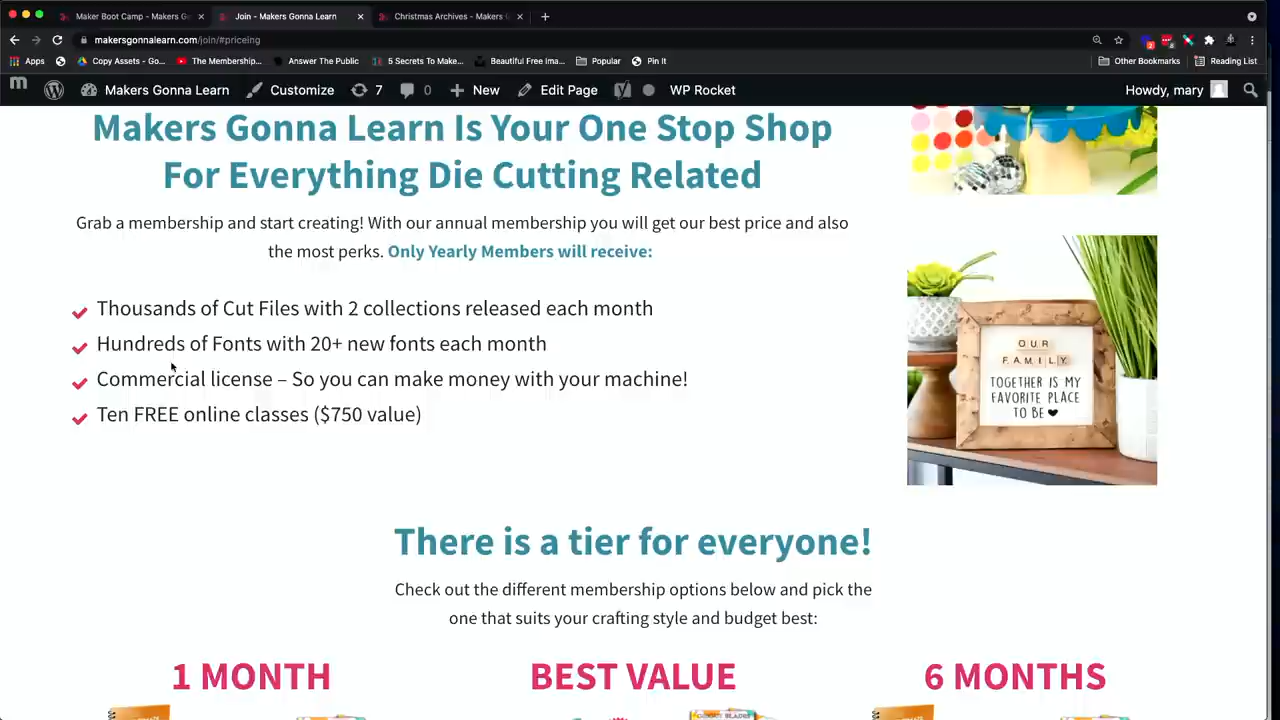 Maker Boot Camp - Makers Go
Join - Makers Gonna Learn
Christmas Archives - Makers G
makersgonnalearn.com/join/#priceing
Apps
Copy Assets - Go...
The Membership...
Answer The Public
5 Secrets To Make...
Beautiful Free Ima...
Popular
Pin It
Other Bookmarks
Reading List
Makers Gonna Learn
Customize
7
0
New
Edit Page
WP Rocket
Howdy, mary
Makers Gonna Learn Is Your One Stop Shop
For Everything Die Cutting Related
Grab a membership and start creating! With our annual membership you will get our best price and also
the most perks. Only Yearly Members will receive:
Thousands of Cut Files with 2 collections released each month
Hundreds of Fonts with 20+ new fonts each month
Commercial license – So you can make money with your machine!
Ten FREE online classes ($750 value)
OUR
FAMILY
TOGETHER IS MY
FAVORITE PLACE
TO BE
There is a tier for everyone!
Check out the different membership options below and pick the
one that suits your crafting style and budget best:
1 MONTH
BEST VALUE
6 MONTHS